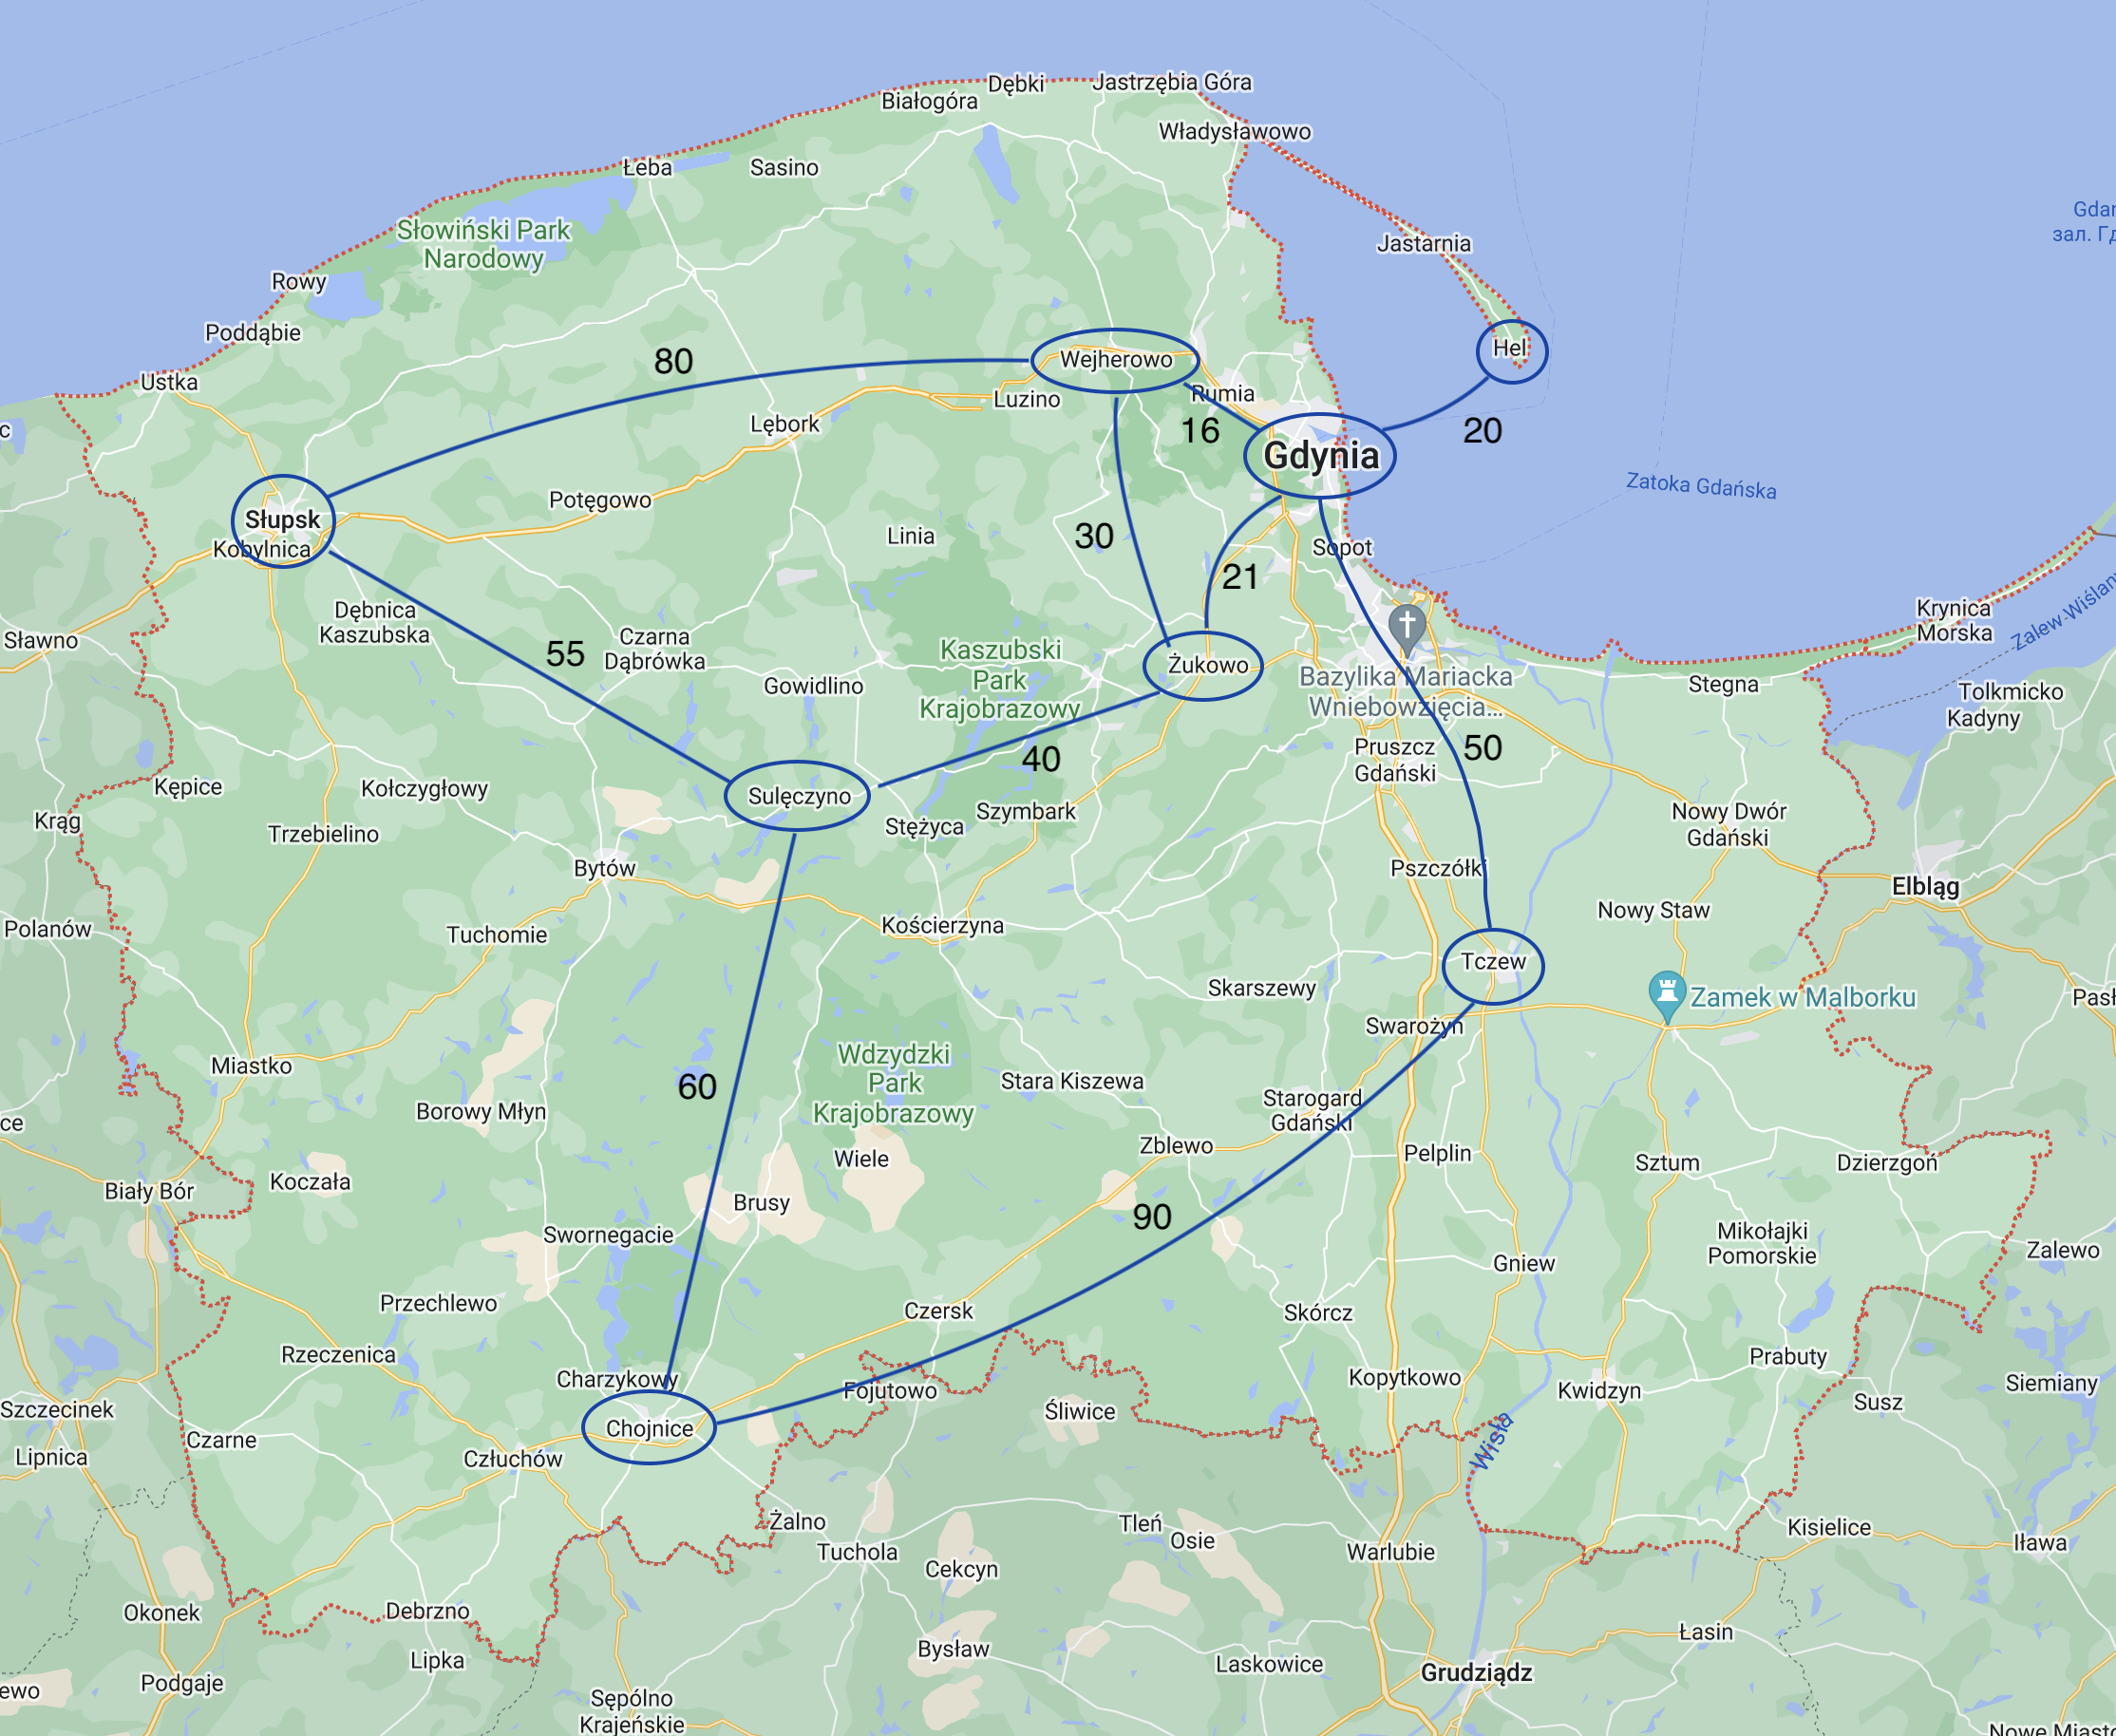 Dębki
Jastrzębia Góra
Białogóra
Władysławowo
Łeba
Sasino
Gdań
зал. Гд
Słowiński Park
Narodowy
Jastarnia
Rowy
Poddąbie
Hel
80
Wejherowo
Ustka
Rumia
Luzino
Lębork
16
20
c
Gdynia
Zatoka Gdańska
Potęgowo
Słupsk
Kobylnica
Linia
30
Sopot
21
Dębnica
Kaszubska
Krynica
Morska
Zalew-Wiślany
Sławno
Czarna
Dąbrówka
55
Kaszubski
Park
Krajobrazowy
Żukowo
Bazylika Mariacka
Wniebowzięcia...
Gowidlino
Stegna
Tolkmicko
Kadyny
Pruszcz
Gdański
50
40
Kępice
Kołczygłowy
Sulęczyno
Szymbark
Stężyca
Nowy Dwór
Gdański
Krąg
Trzebielino
Bytów
Pszczółki
Elbląg
Nowy Staw
Kościerzyna
Polanów
Tuchomie
Tczew
Skarszewy
Zamek w Malborku
Pasł
Swarożyn
Wdzydzki
Park
Krajobrazowy
Miastko
60
Stara Kiszewa
Borowy Młyn
Starogard
Gdański
ce
Zblewo
Wiele
Pelplin
Sztum
Dzierzgoń
Koczała
Biały Bór
Brusy
90
Swornegacie
Mikołajki
Pomorskie
Zalewo
Gniew
Przechlewo
Czersk
Skórcz
Rzeczenica
Prabuty
Charzykowy
Fojutowo
Kopytkowo
Kwidzyn
Siemiany
Szczecinek
Śliwice
Susz
Chojnice
Wisła
Czarne
Lipnica
Człuchów
Żalno
Tleń
Osie
Kisielice
Iława
Tuchola
Warlubie
Cekcyn
Okonek
Debrzno
Łasin
Bysław
Lipka
Laskowice
Grudziądz
Podgaje
ewo
Sępólno
Krajeńskie
Nowe Miasto